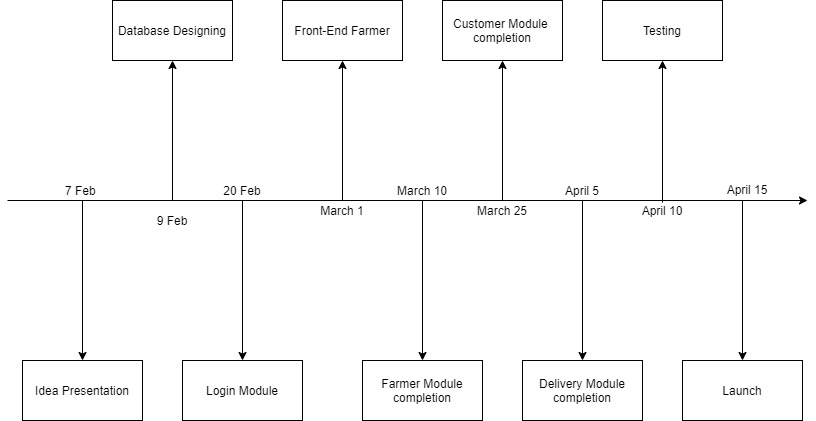 Database Designing
Front-End Farmer
Customer Module
completion
Testing
7 Feb
20 Feb
March 10
April 5
April 15
9 Feb
March 1
March 25
April 10
Idea Presentation
Login Module
Farmer Module
completion
Delivery Module
completion
Launch